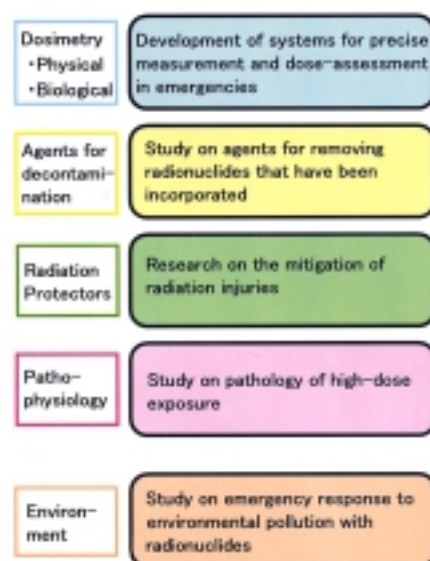 Dosimetry
・Physical
・Biological
Development of systems for precise
measurement and dose-assessment
in emergencies
Agents for
decontami-
nation
Study on agents for removing
radionuclides that have been
incorporated
Radiation
Protectors
Research on the mitigation of
radiation injuries
Patho-
physiology
Study on pathology of high-dose
exposure
Environ-
ment
Study on emergency response to
environmental pollution with
radionuclides